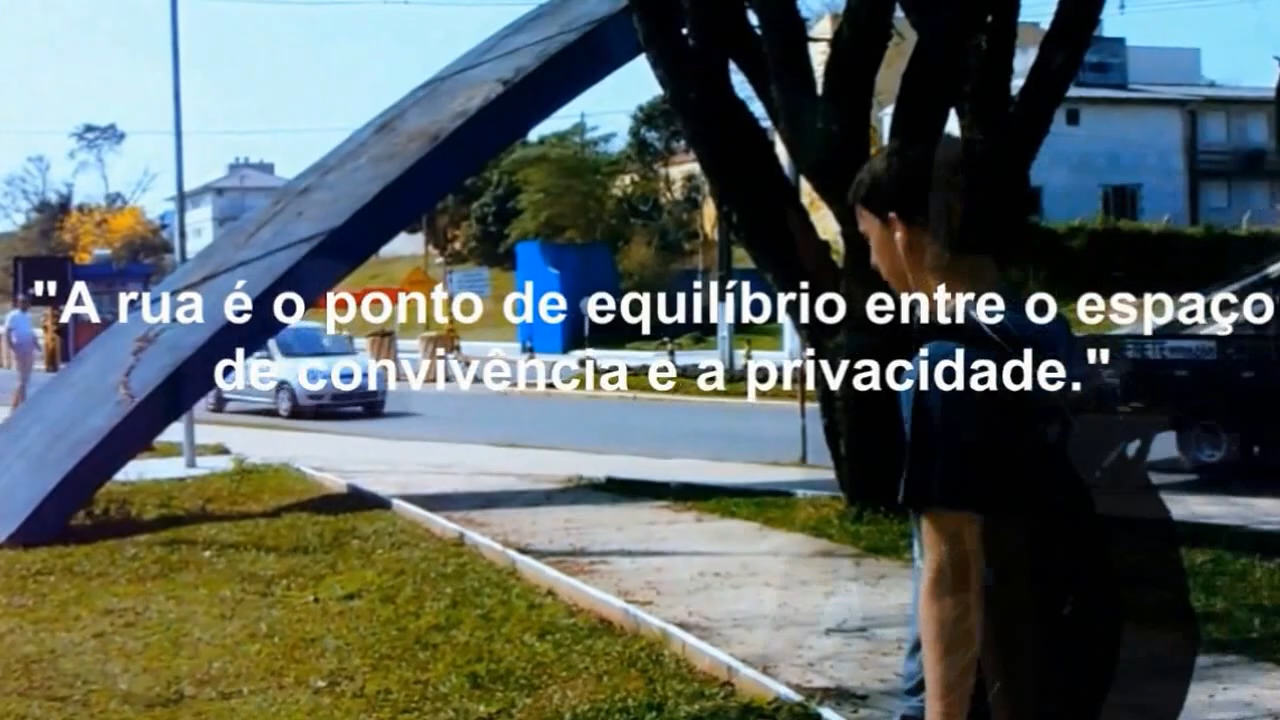 "A rua é o ponto de equilíbrio entre o espaço
de convivência e a privacidade."